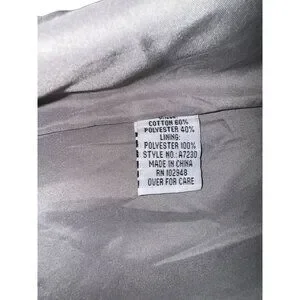 COTTON 60%
POLYESTER 40%
LINING:
POLYESTER 100%
STYLE NO.: A7230
MADE IN CHINA
RN 102948
OVER FOR CARE